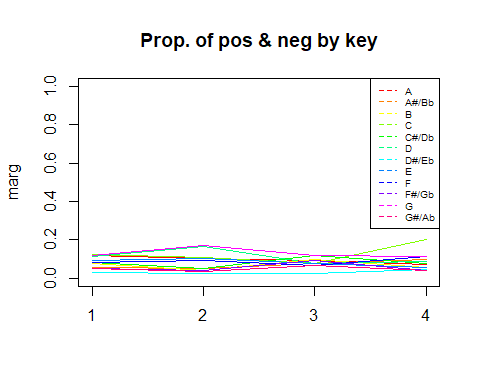 Prop. of pos & neg by key
marg
1.0
0.8
0.6
0.4
0.2
0.0
1 2 3 4
A
A#/Bb
B
C
C#/Db
D
D#/Eb
E
F
F#/Gb
G
G#/Ab